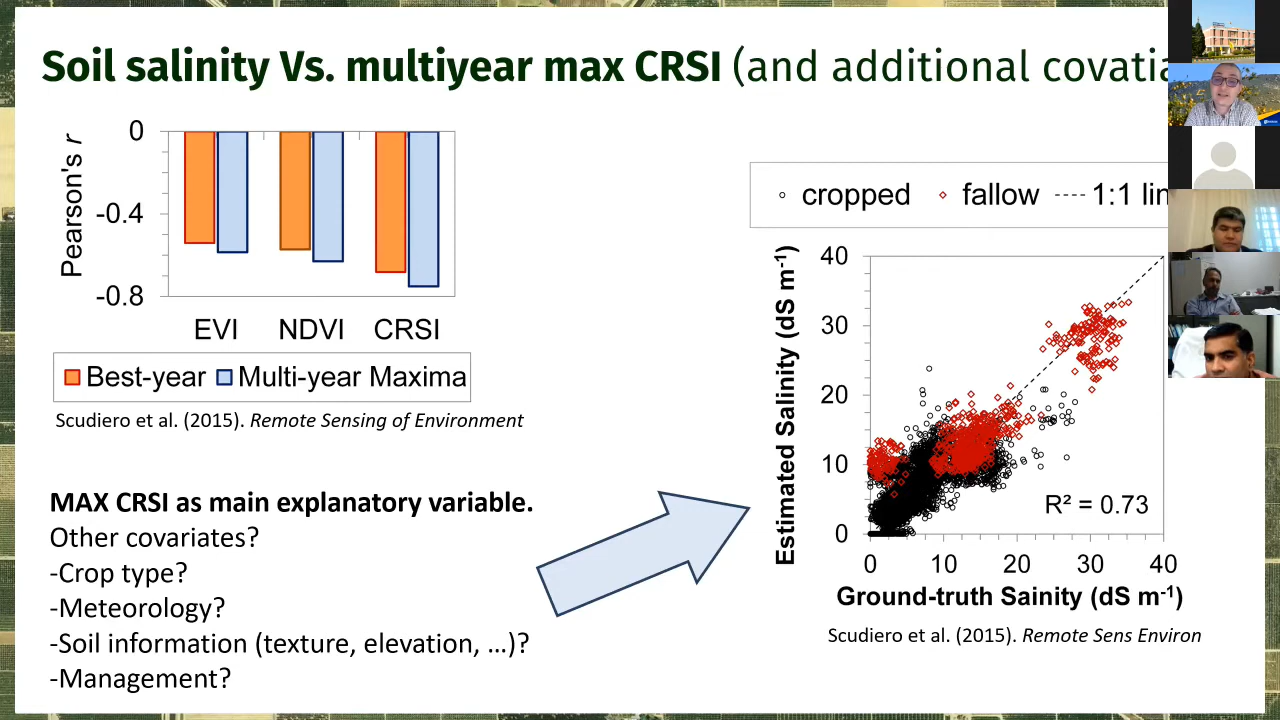 Soil salinity Vs. multiyear max CRSI (and additional covatia
Pearson's r
0
-0.4
-0.8
EVI NDVI CRSI
Best-year Multi-year Maxima
Scudiero et al. (2015). Remote Sensing of Environment
MAX CRSI as main explanatory variable.
Other covariates?
-Crop type?
-Meteorology?
-Soil information (texture, elevation, ...)?
-Management?
cropped fallow 1:1 lin
Estimated Salinity (dS m-1)
40
30
20
10
0
R² = 0.73
0 10 20 30 40
Ground-truth Sainity (dS m-1)
Scudiero et al. (2015). Remote Sens Environ